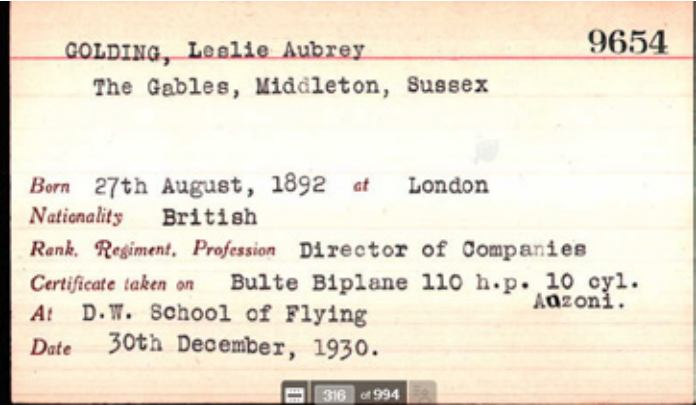 GOLDING, Leslie Aubrey 9654
The Gables, Middleton, Sussex
Born 27th August, 1892 at London
Nationality British
Rank, Regiment, Profession Director of Companies
Certificate taken on Bulte Biplane 110 h.p. 10 cyl.
Anzoni.
At D.W. School of Flying
Date 30th December, 1930.
316 of 994